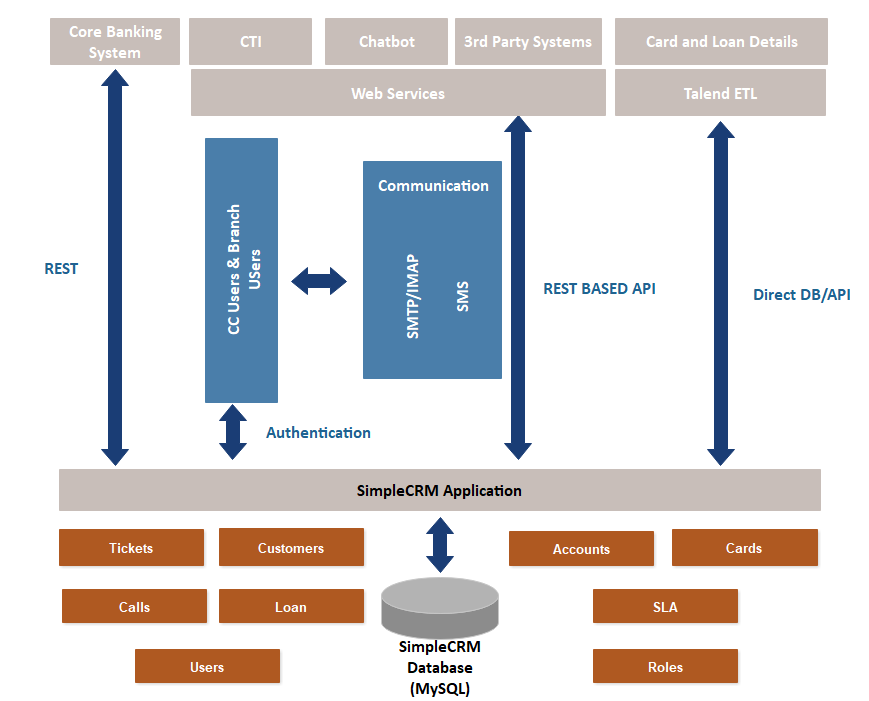 Core Banking
System
CTI
Chatbot
3rd Party Systems
Card and Loan Details
Web Services
Talend ETL
CC Users & Branch
USers
Communication
SMTP/IMAP
SMS
REST
REST BASED API
Direct DB/API
Authentication
SimpleCRM Application
Tickets
Customers
Accounts
Cards
Calls
Loan
SLA
Users
Roles
SimpleCRM
Database
(MySQL)